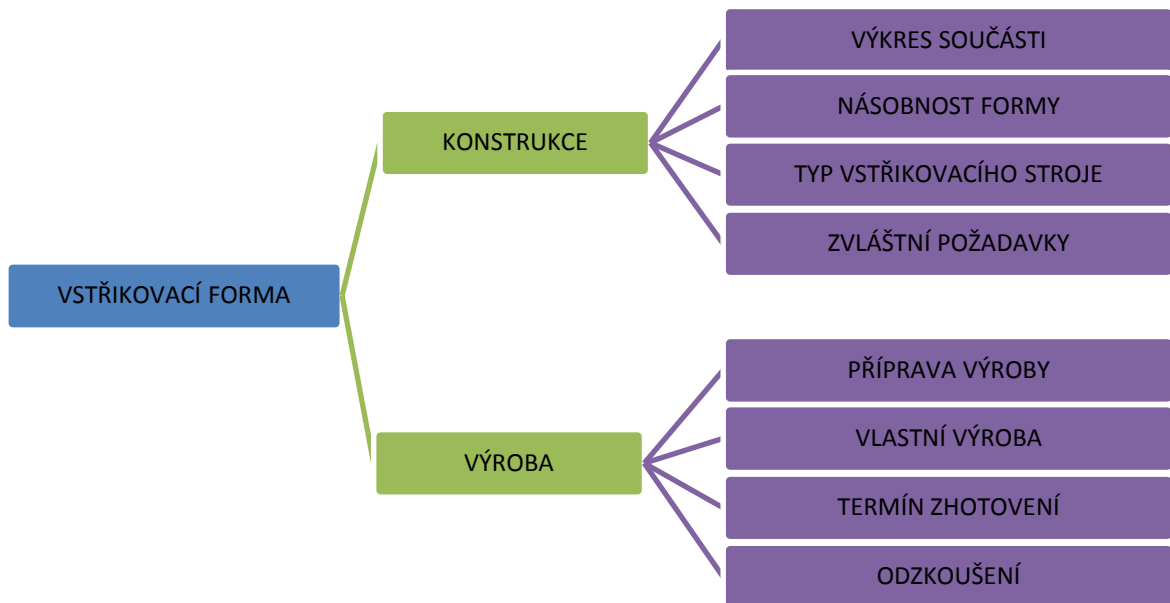 VSTŘIKOVACÍ FORMA
KONSTRUKCE
VÝKRES SOUČÁSTI
NÁSOBNOST FORMY
TYP VSTŘIKOVACÍHO STROJE
ZVLÁŠTNÍ POŽADAVKY
VÝROBA
PŘÍPRAVA VÝROBY
VLASTNÍ VÝROBA
TERMÍN ZHOTOVENÍ
ODZKOUŠENÍ